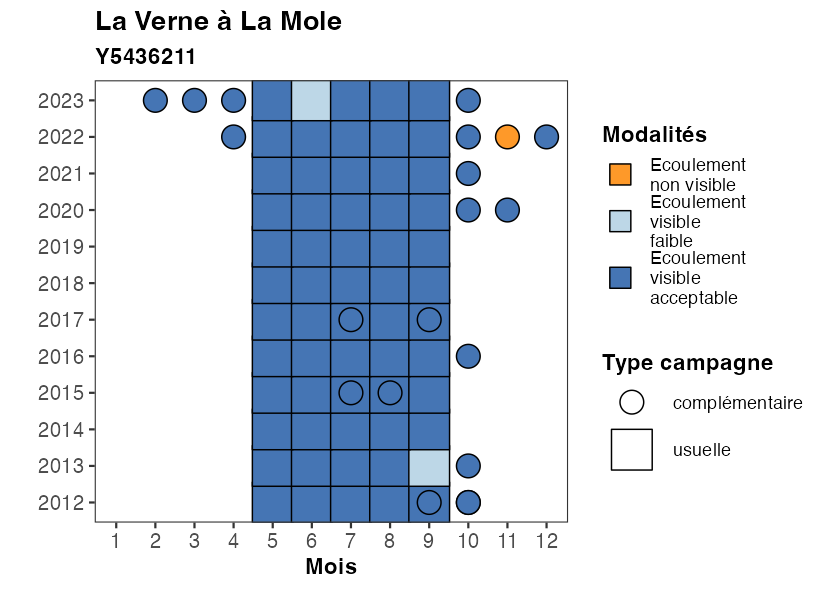 La Verne à La Mole
Y5436211
2023
2022
2021
2020
2019
2018
2017
2016
2015
2014
2013
2012
1 2 3 4 5 6 7 8 9 10 11 12
Mois
Modalités
Ecoulement
non visible
Ecoulement
visible
faible
Ecoulement
visible
acceptable
Type campagne
complémentaire
usuelle